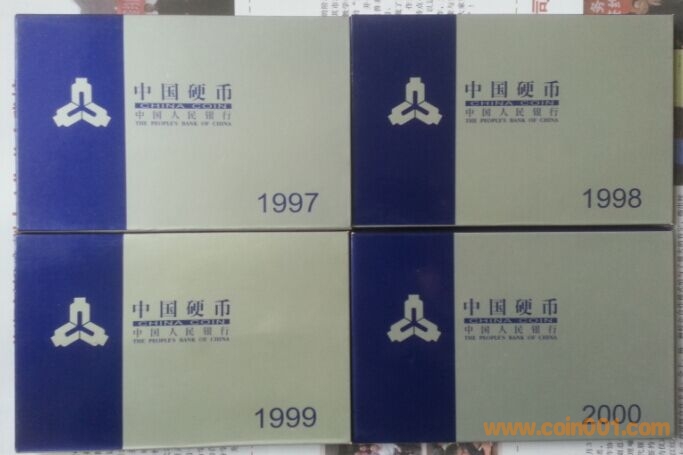 中国硬币
CHINA COIN
中国人民银行
THE PEOPLE'S BANK OF CHINA
1997
中国硬币
CHINA COIN
中国人民银行
THE PEOPLE'S BANK OF CHINA
1998
中国硬币
CHINA COIN
中国人民银行
THE PEOPLE'S BANK OF CHINA
1999
中国硬币
CHINA COIN
中国人民银行
THE PEOPLE'S BANK OF CHINA
2000
www.coin001.com